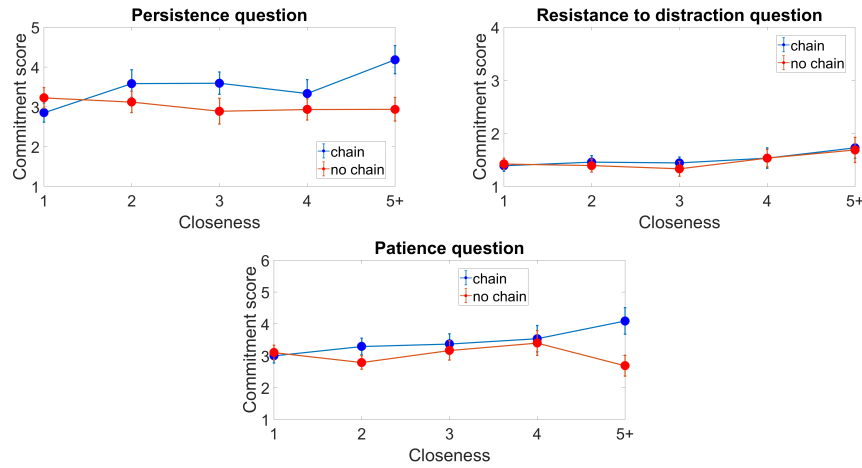 Persistence question
5
4
3
2
1
Commitment score
chain
no chain
1 2 3 4 5+
Closeness
Resistance to distraction question
4
3
2
1
Commitment score
chain
no chain
1 2 3 4 5+
Closeness
Patience question
6
5
4
3
2
1
Commitment score
chain
no chain
1 2 3 4 5+
Closeness